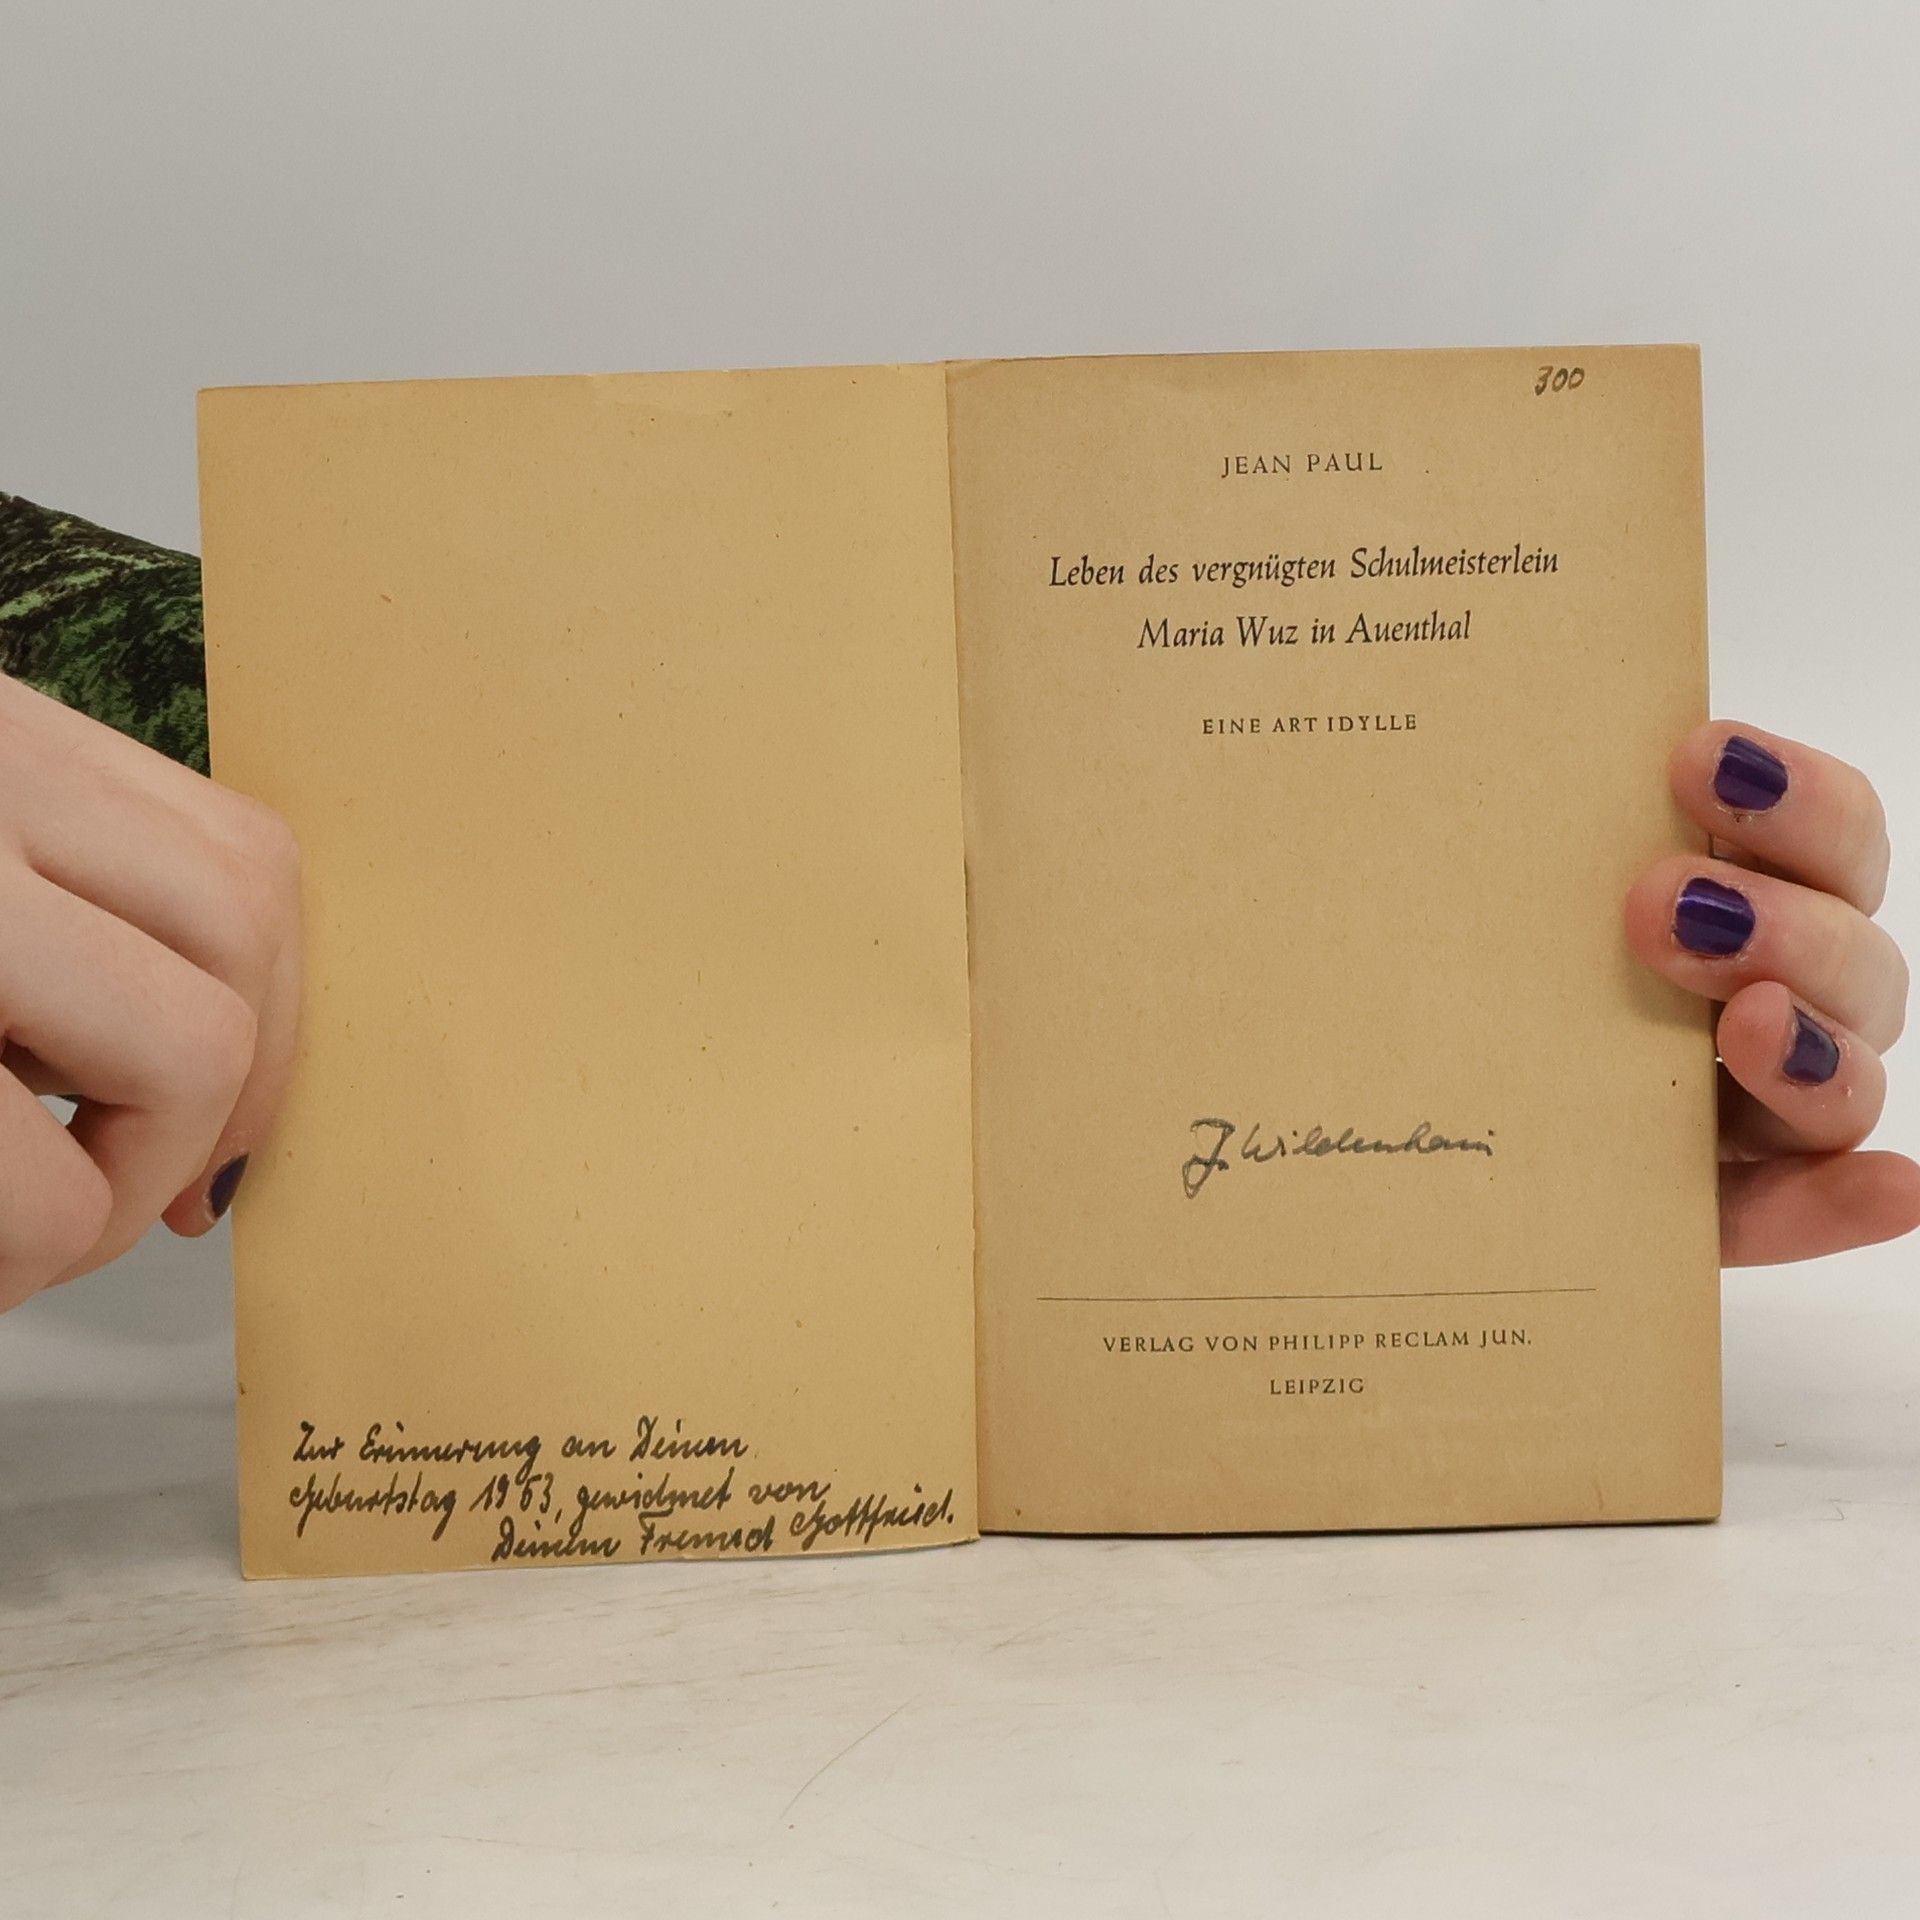 Zur Erinnerung an Deinen
Geburtstag 1953, gewidmet von
Deinem Freund Gottfried.
300
JEAN PAUL
Leben des vergnügten Schulmeisterlein
Maria Wuz in Auenthal
EINE ART IDYLLE
J. Wildenhain
VERLAG VON PHILIPP RECLAM JUN.
LEIPZIG